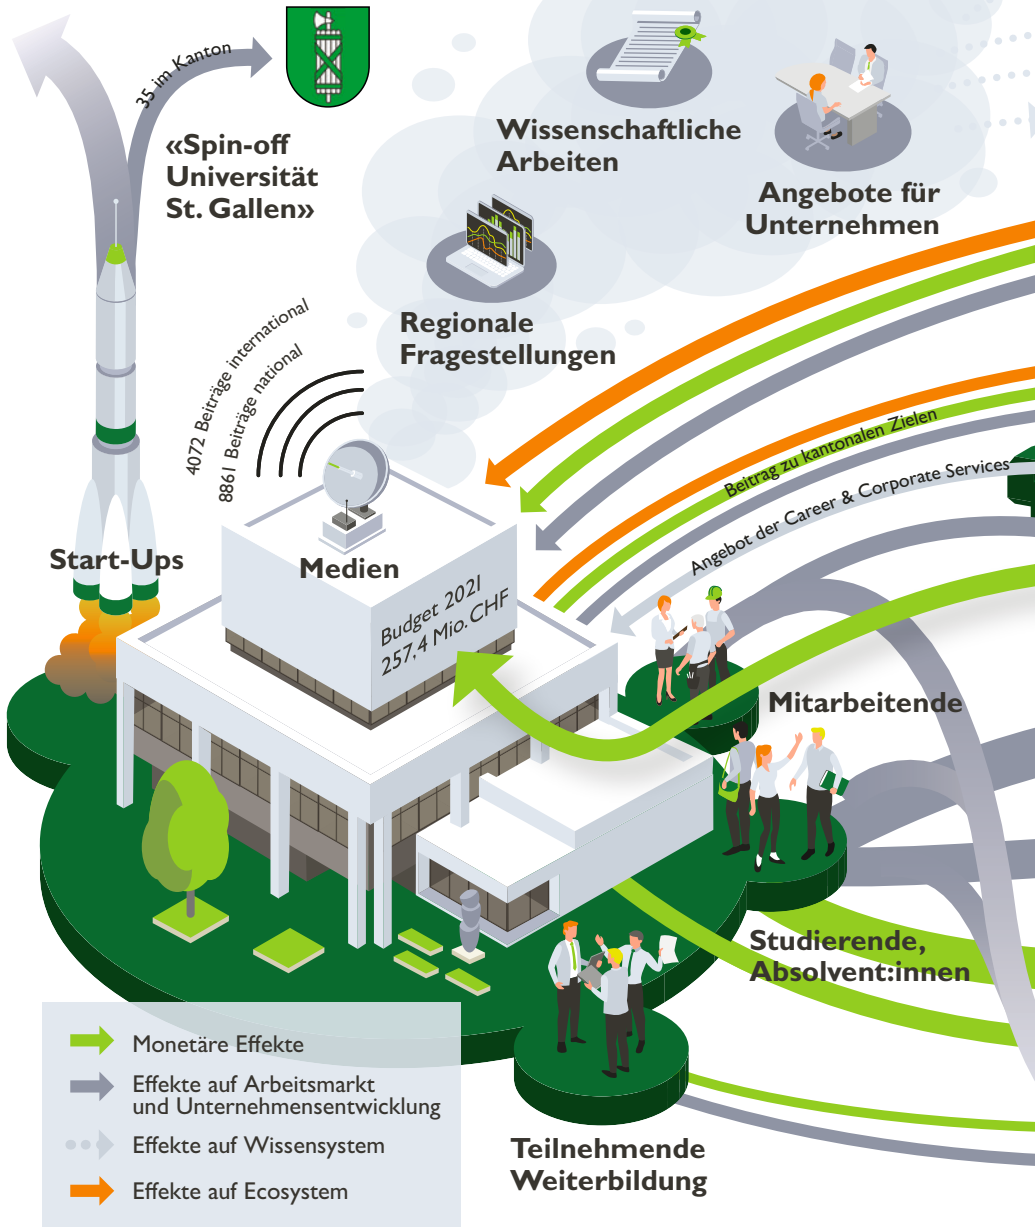 35 im Kanton
«Spin-off
Universität
St. Gallen»
Wissenschaftliche
Arbeiten
Angebote für
Unternehmen
Regionale
Fragestellungen
4072 Beiträge international
8861 Beiträge national
Beitrag zu kantonalen Zielen
Angebot der Career & Corporate Services
Start-Ups
Medien
Budget 2021
257,4 Mio. CHF
Mitarbeitende
Studierende,
Absolvent:innen
Monetäre Effekte
Effekte auf Arbeitsmarkt
und Unternehmensentwicklung
Effekte auf Wissensystem
Effekte auf Ecosystem
Teilnehmende
Weiterbildung